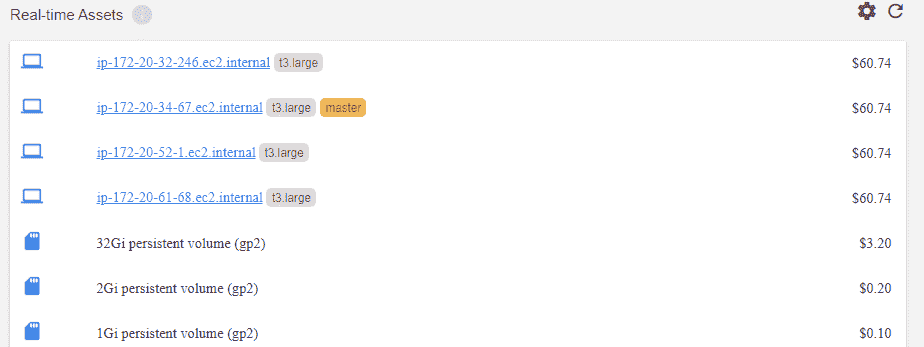 Real-time Assets
ip-172-20-32-246.ec2.internal t3.large $60.74
ip-172-20-34-67.ec2.internal t3.large master $60.74
ip-172-20-52-1.ec2.internal t3.large $60.74
ip-172-20-61-68.ec2.internal t3.large $60.74
32Gi persistent volume (gp2) $3.20
2Gi persistent volume (gp2) $0.20
1Gi persistent volume (gp2) $0.10